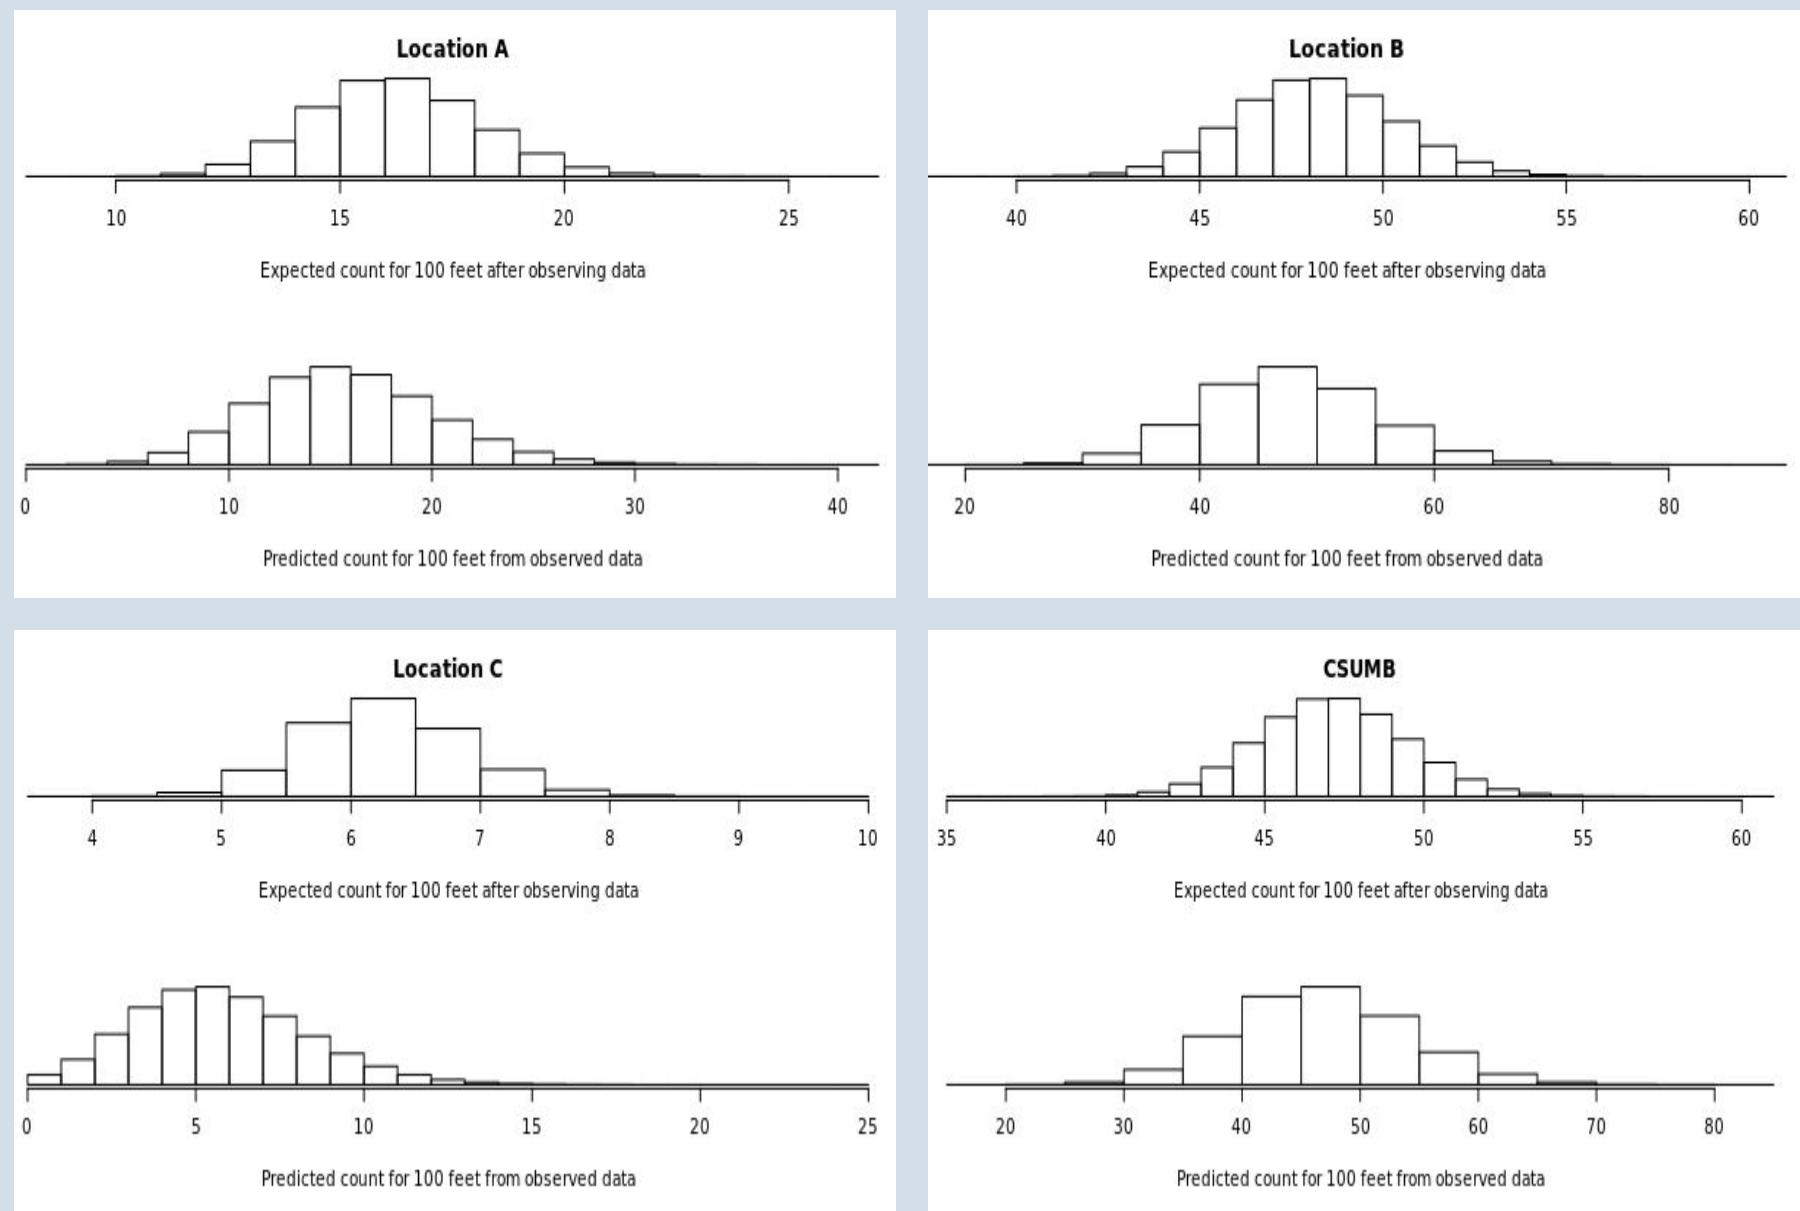 Location A
10 15 20 25
Expected count for 100 feet after observing data
0 10 20 30 40
Predicted count for 100 feet from observed data
Location B
40 45 50 55 60
Expected count for 100 feet after observing data
20 40 60 80
Predicted count for 100 feet from observed data
Location C
4 5 6 7 8 9 10
Expected count for 100 feet after observing data
0 5 10 15 20 25
Predicted count for 100 feet from observed data
CSUMB
35 40 45 50 55 60
Expected count for 100 feet after observing data
20 30 40 50 60 70 80
Predicted count for 100 feet from observed data